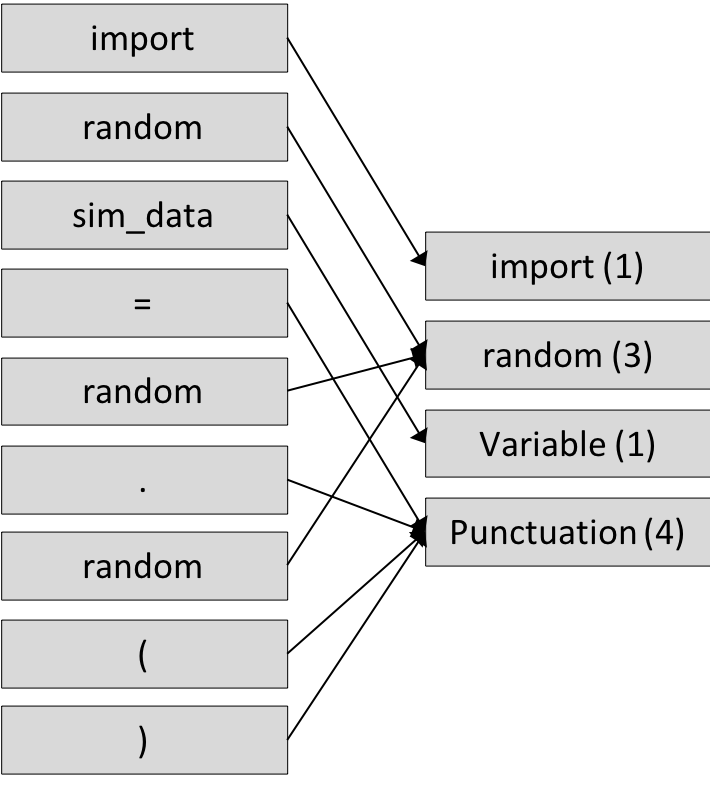 import
random
sim_data
=
random
.
random
(
)
import (1)
random (3)
Variable (1)
Punctuation (4)